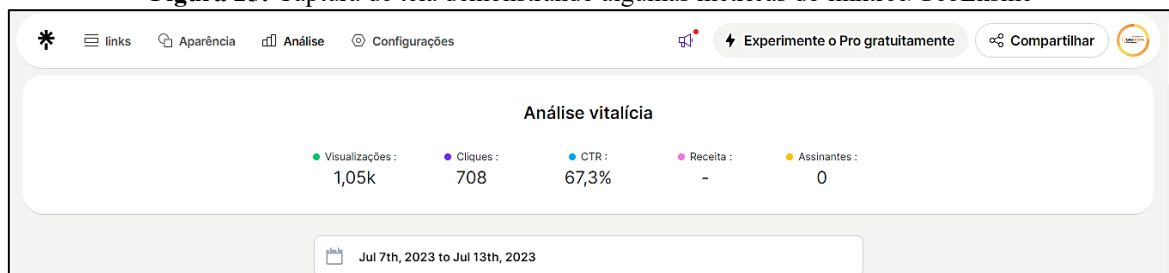 links Aparência Análise Configurações Experimente o Pro gratuitamente Compartilhar
Análise vitalícia
Visualizações : Cliques : CTR : Receita : Assinantes :
1,05k 708 67,3% - 0
Jul 7th, 2023 to Jul 13th, 2023